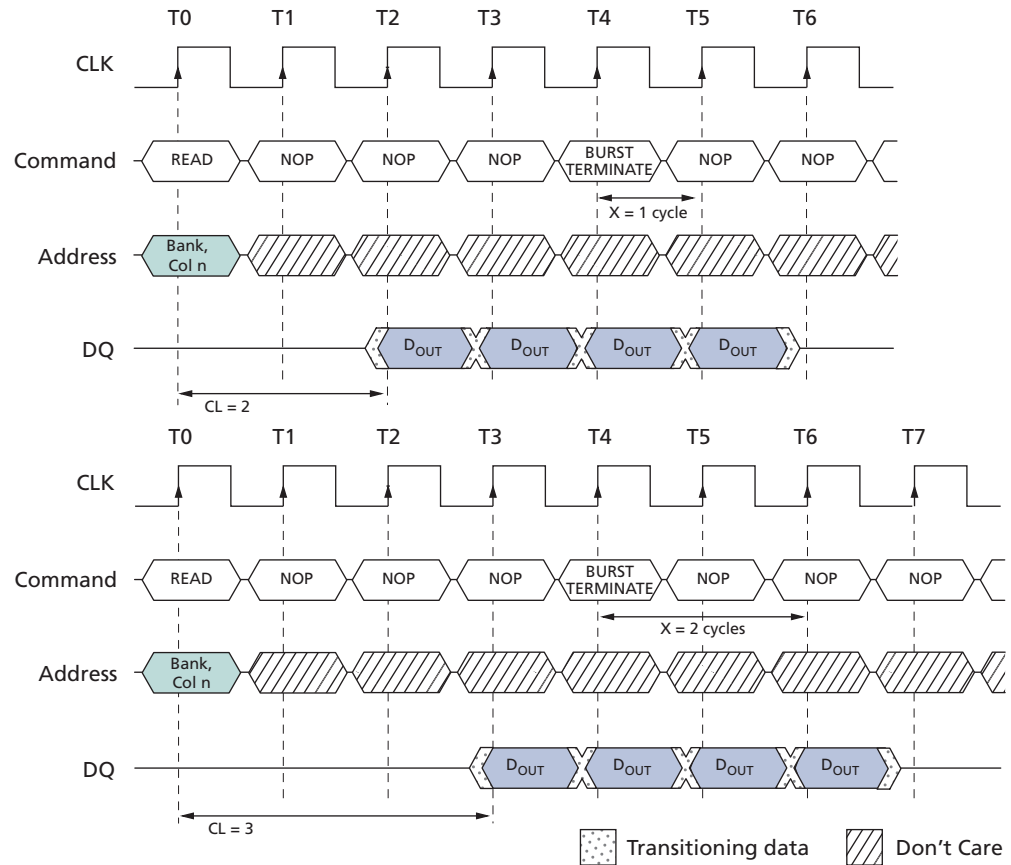 T0 T1 T2 T3 T4 T5 T6
CLK
Command READ NOP NOP NOP BURST TERMINATE NOP NOP
X = 1 cycle
Address Bank, Col n
DQ DOUT DOUT DOUT DOUT
CL = 2
T0 T1 T2 T3 T4 T5 T6 T7
CLK
Command READ NOP NOP NOP BURST TERMINATE NOP NOP NOP
X = 2 cycles
Address Bank, Col n
DQ DOUT DOUT DOUT DOUT
CL = 3
Transitioning data Don't Care